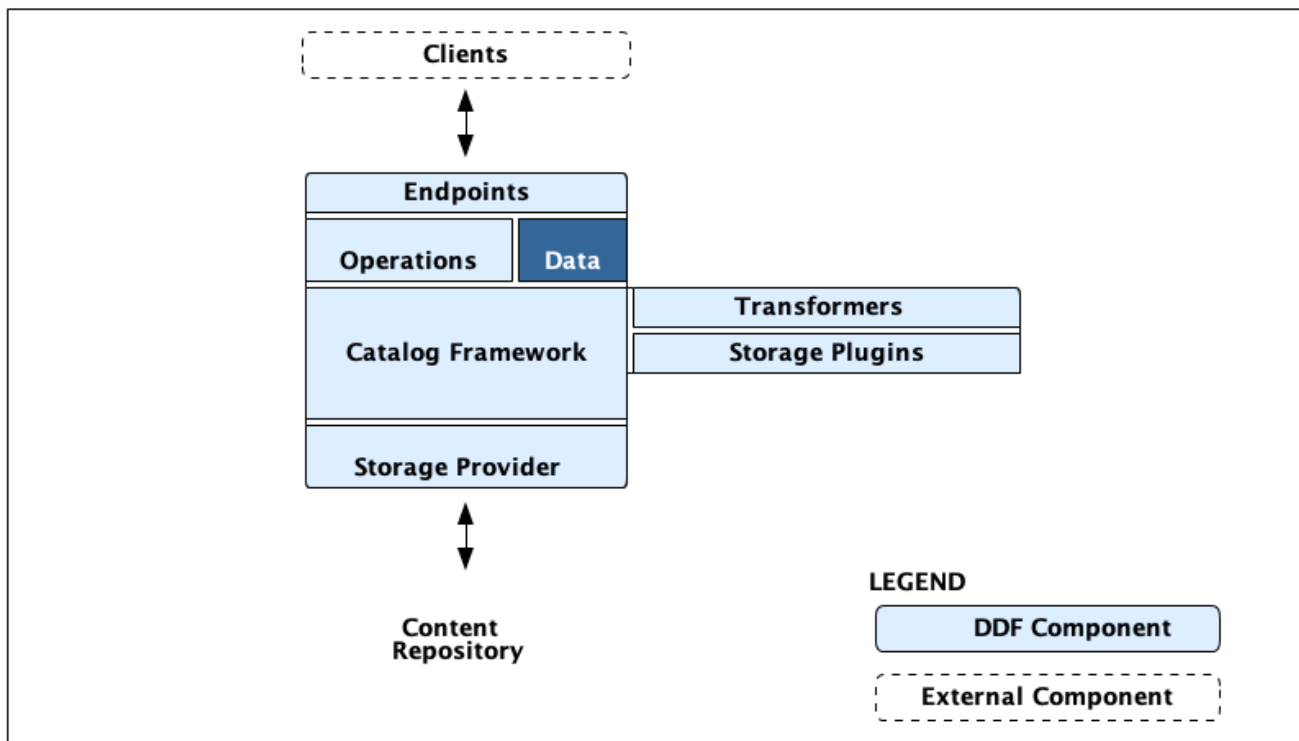 Clients
Endpoints
Operations
Data
Catalog Framework
Transformers
Storage Plugins
Storage Provider
Content
Repository
LEGEND
DDF Component
External Component